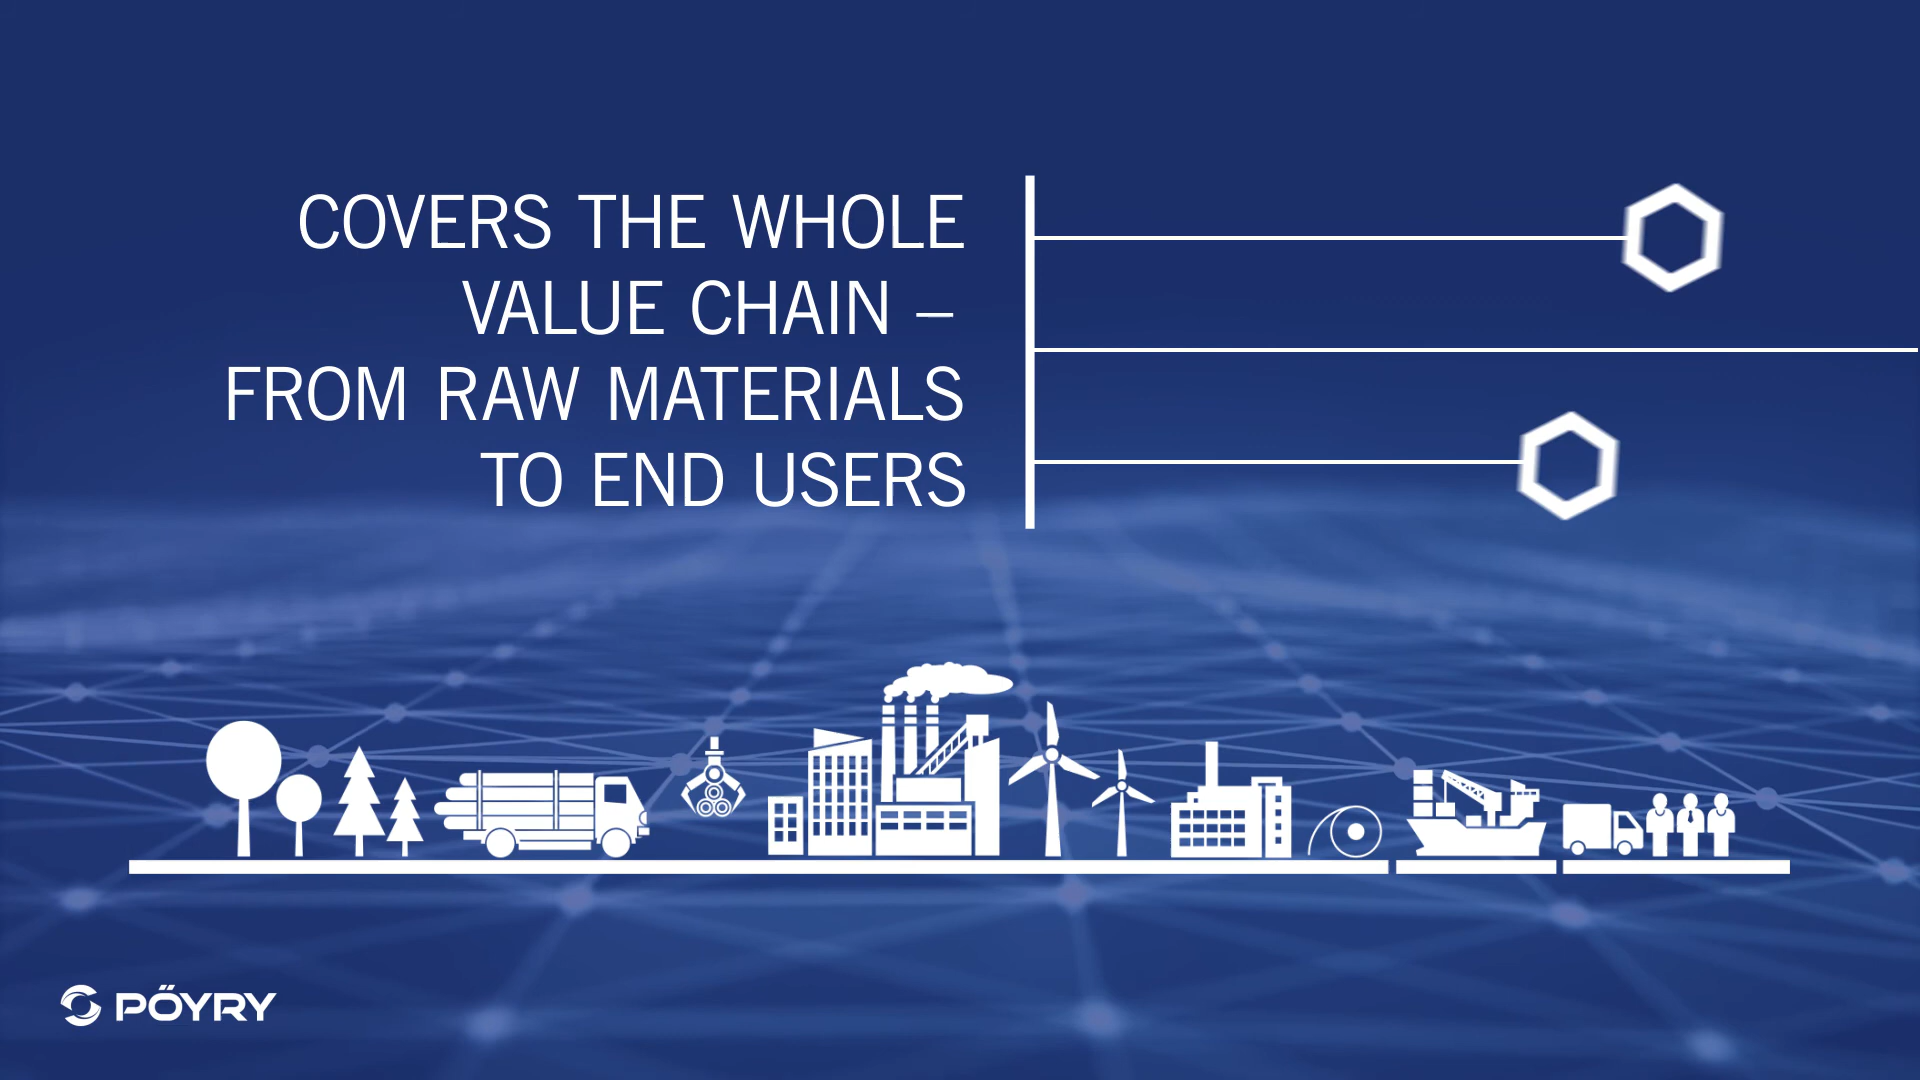 COVERS THE WHOLE
VALUE CHAIN –
FROM RAW MATERIALS
TO END USERS
PÖYRY